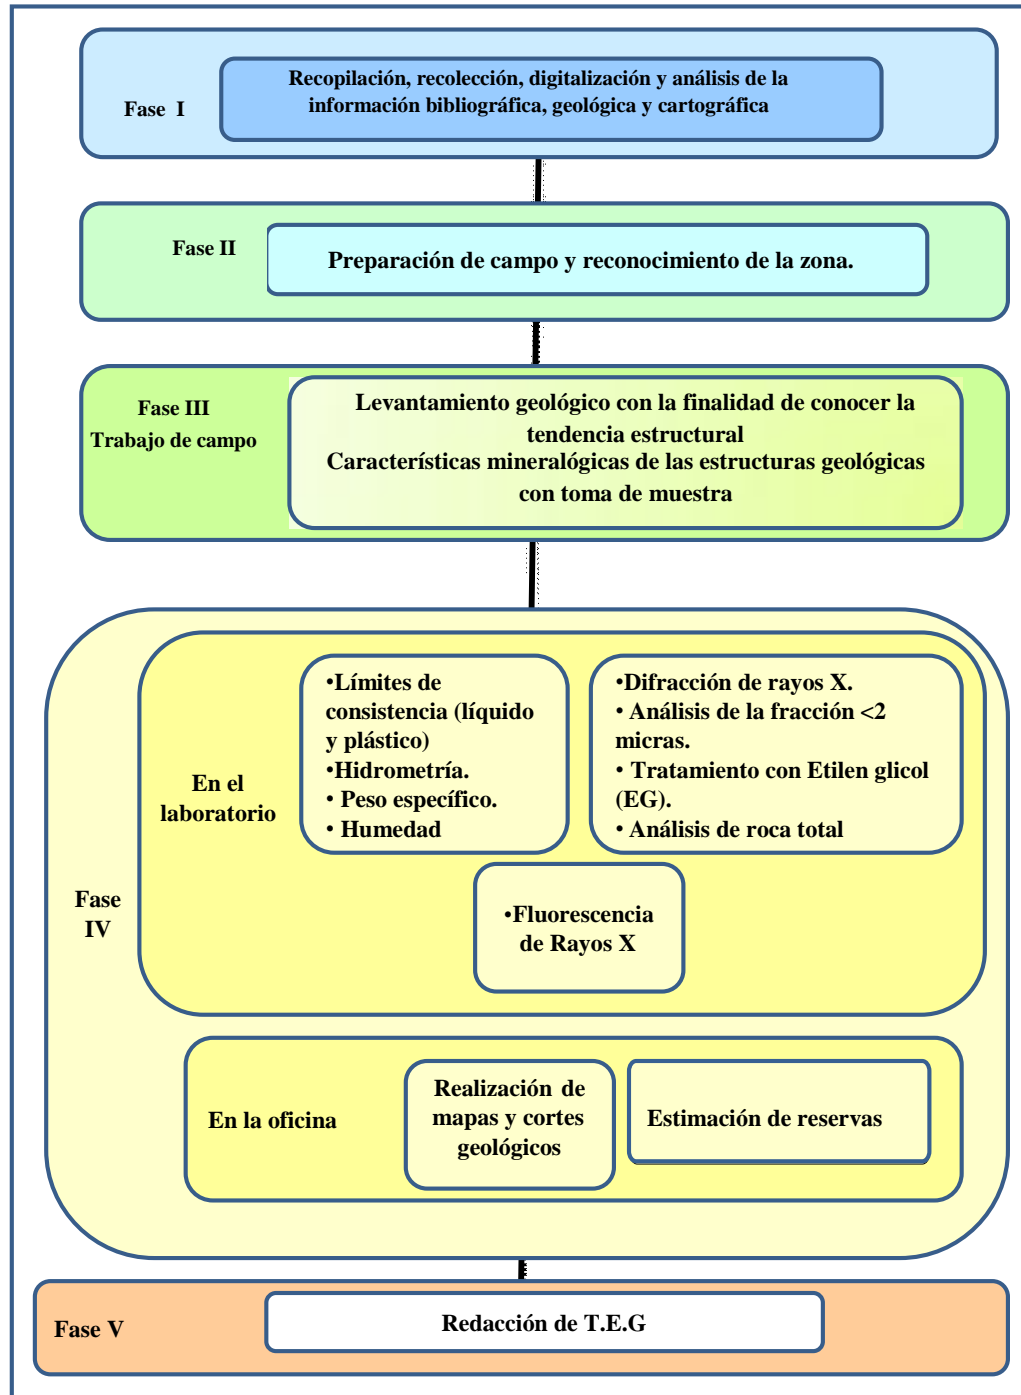 Fase I
Recopilación, recolección, digitalización y análisis de la
información bibliográfica, geológica y cartográfica
Fase II
Preparación de campo y reconocimiento de la zona.
Fase III
Trabajo de campo
Levantamiento geológico con la finalidad de conocer la
tendencia estructural
Características mineralógicas de las estructuras geológicas
con toma de muestra
Fase
IV
En el
laboratorio
•Límites de
consistencia (líquido
y plástico)
•Hidrometría.
• Peso específico.
• Humedad
•Difracción de rayos X.
• Análisis de la fracción <2
micras.
• Tratamiento con Etilen glicol
(EG).
• Análisis de roca total
•Fluorescencia
de Rayos X
En la oficina
Realización de
mapas y cortes
geológicos
Estimación de reservas
Fase V
Redacción de T.E.G